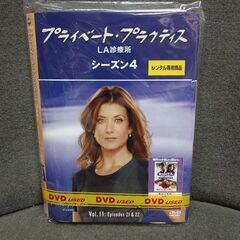 プライベート・プラクティス
LA診療所
シーズン4
レンタル専用商品
DVD USED
DVD USED
DVD USED
Vol.11: Episodes 21 & 22
DVD